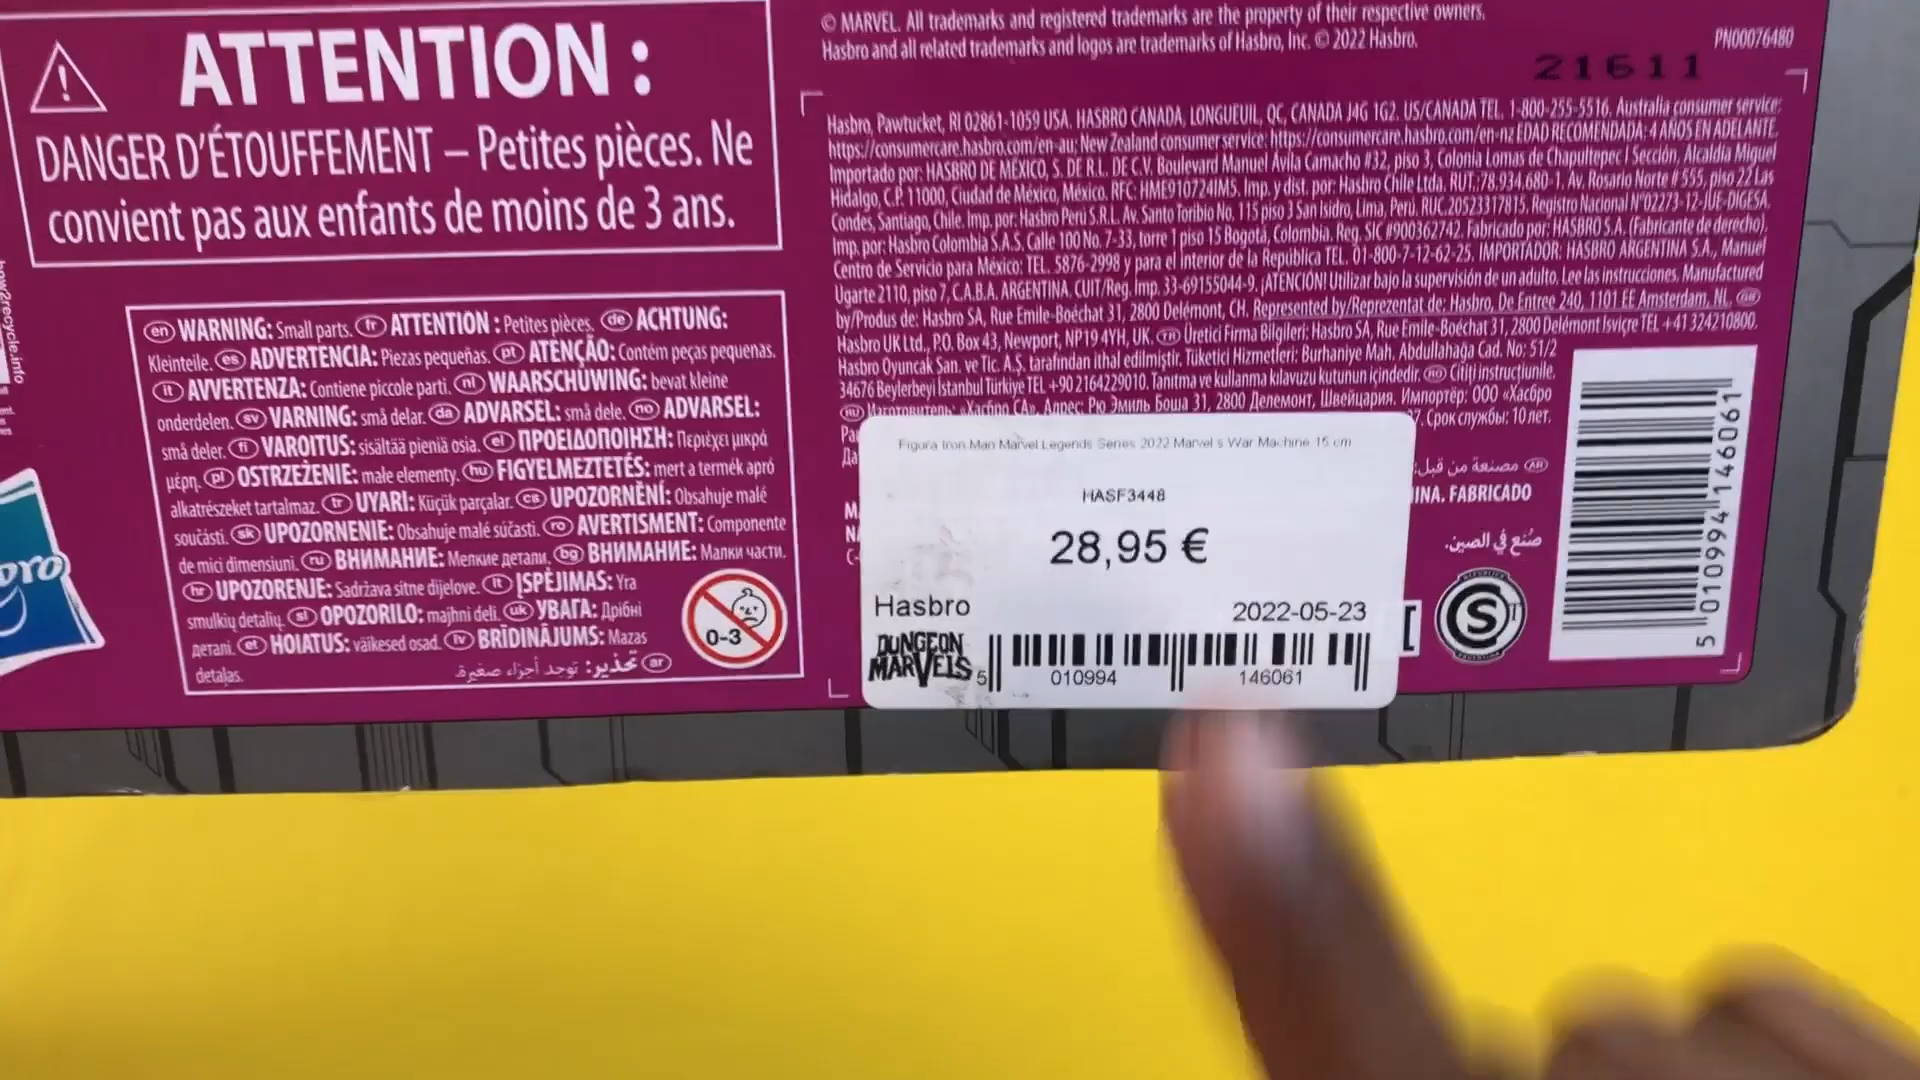 ATTENTION :
DANGER D'ÉTOUFFEMENT – Petites pièces. Ne
convient pas aux enfants de moins de 3 ans.
how2recycle.info
en WARNING: Small parts. fr ATTENTION : Petites pièces. de ACHTUNG:
Kleinteile. es ADVERTENCIA: Piezas pequeñas. pt ATENÇÃO: Contém peças pequenas.
it AVVERTENZA: Contiene piccole parti. nl WAARSCHUWING: bevat kleine
onderdelen. sv VARNING: små delar. da ADVARSEL: små dele. no ADVARSEL:
små deler. fi VAROITUS: sisältää pieniä osia. el ΠΡΟΕΙΔΟΠΟΙΗΣΗ: Περιέχει μικρά
μέρη. pl OSTRZEŻENIE: małe elementy. hu FIGYELMEZTETÉS: mert a termék apró
alkatrészeket tartalmaz. tr UYARI: Küçük parçalar. cs UPOZORNĚNÍ: Obsahuje malé
součásti. sk UPOZORNENIE: Obsahuje malé súčasti. ro AVERTISMENT: Componente
de mici dimensiuni. ru ВНИМАНИЕ: Мелкие детали. bg ВНИМАНИЕ: Малки части.
hr UPOZORENJE: Sadržava sitne dijelove. lt ĮSPĖJIMAS: Yra
smulkių detalių. sl OPOZORILO: majhni deli. uk УВАГА: Дрібні
деталі. et HOIATUS: väikesed osad. lv BRĪDINĀJUMS: Mazas
detaļas. ar تحذير: توجد أجزاء صغيرة.
0-3
© MARVEL. All trademarks and registered trademarks are the property of their respective owners.
Hasbro and all related trademarks and logos are trademarks of Hasbro, Inc. © 2022 Hasbro.
PN00076480
21611
Hasbro, Pawtucket, RI 02861-1059 USA. HASBRO CANADA, LONGUEUIL, QC, CANADA J4G 1G2. US/CANADA TEL. 1-800-255-5516. Australia consumer service:
https://consumercare.hasbro.com/en-au; New Zealand consumer service: https://consumercare.hasbro.com/en-nz EDAD RECOMENDADA: 4 AÑOS EN ADELANTE.
Importado por: HASBRO DE MÉXICO, S. DE R.L. DE C.V. Boulevard Manuel Ávila Camacho #32, piso 3, Colonia Lomas de Chapultepec I Sección, Alcaldía Miguel
Hidalgo, C.P. 11000, Ciudad de México, México. RFC: HME910724IM5. Imp. y dist. por: Hasbro Chile Ltda. RUT.:78.934.680-1. Av. Rosario Norte # 555, piso 22 Las
Condes, Santiago, Chile. Imp. por: Hasbro Perú S.R.L. Av. Santo Toribio No. 115 piso 3 San Isidro, Lima, Perú. RUC.20523317815. Registro Nacional N°02273-12-JUE-DIGESA.
Imp. por: Hasbro Colombia S.A.S. Calle 100 No. 7-33, torre 1 piso 15 Bogotá, Colombia. Reg. SIC #900362742. Fabricado por: HASBRO S.A. (Fabricante de derecho).
Centro de Servicio para México: TEL. 5876-2998 y para el interior de la República TEL. 01-800-7-12-62-25. IMPORTADOR: HASBRO ARGENTINA S.A., Manuel
Ugarte 2110, piso 7, C.A.B.A. ARGENTINA. CUIT/Reg. Imp. 33-69155044-9. ¡ATENCIÓN! Utilizar bajo la supervisión de un adulto. Lee las instrucciones. Manufactured
by/Produs de: Hasbro SA, Rue Emile-Boéchat 31, 2800 Delémont, CH. Represented by/Reprezentat de: Hasbro, De Entree 240, 1101 EE Amsterdam, NL. GB
Hasbro UK Ltd., P.O. Box 43, Newport, NP19 4YH, UK. TR Üretici Firma Bilgileri: Hasbro SA, Rue Emile-Boéchat 31, 2800 Delémont İsviçre TEL +41 324210800.
Hasbro Oyuncak San. ve Tic. A.Ş. tarafından ithal edilmiştir. Tüketici Hizmetleri: Burhaniye Mah. Abdullahağa Cad. No: 51/2
34676 Beylerbeyi İstanbul Türkiye TEL +90 2164229010. Tanıtma ve kullanma kılavuzu kutunun içindedir. RO Citiți instrucțiunile.
RU Изготовитель: «Хасбро СА». Адрес: Рю Эмиль Боша 31, 2800 Делемонт, Швейцария. Импортёр: ООО «Хасбро
Срок службы: 10 лет.
AR مصنعة من قبل:
INA. FABRICADO
صُنع في الصين.
Figura Iron Man Marvel Legends Series 2022 Marvel s War Machine 15 cm
HASF3448
28,95 €
Hasbro 2022-05-23
DUNGEON
MARVELS
5 010994 146061
5 010994 146061